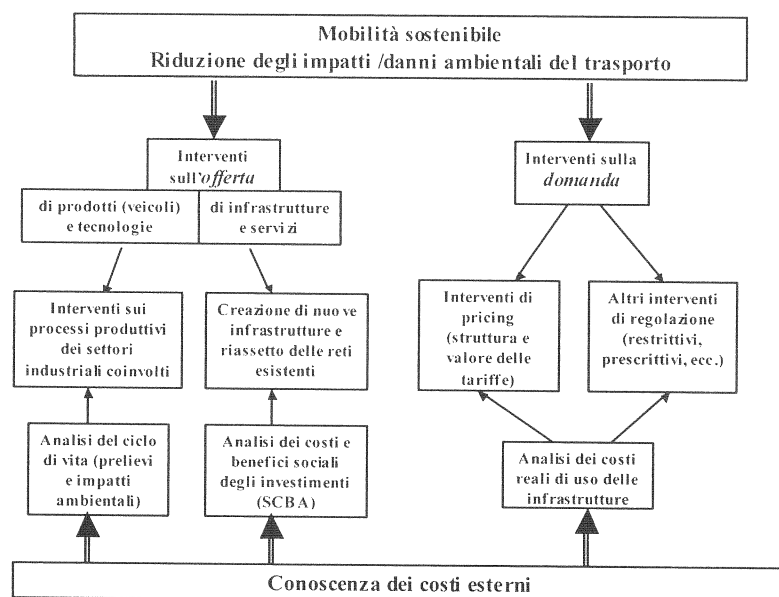 Mobilità sostenibile
Riduzione degli impatti /danni ambientali del trasporto
Interventi
sull'offerta
di prodotti (veicoli)
e tecnologie
di infrastrutture
e servizi
Interventi sulla
domanda
Interventi sui
processi produttivi
dei settori
industriali coinvolti
Creazione di nuove
infrastrutture e
riassetto delle reti
esistenti
Interventi di
pricing
(struttura e
valore delle
tariffe)
Altri interventi
di regolazione
(restrittivi,
prescrittivi, ecc.)
Analisi del ciclo
di vita (prelievi
e impatti
ambientali)
Analisi dei costi e
benefici sociali
degli investimenti
(SCBA)
Analisi dei costi
reali di uso delle
infrastrutture
Conoscenza dei costi esterni